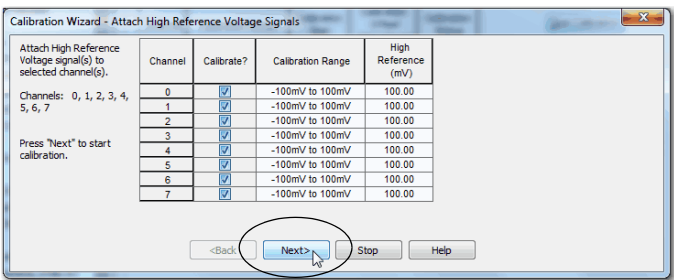 Calibration Wizard - Attach High Reference Voltage Signals
Attach High Reference
Voltage signal(s) to
selected channel(s).
Channels: 0, 1, 2, 3, 4,
5, 6, 7
Press "Next" to start
calibration.
Channel Calibrate? Calibration Range High Reference (mV)
0 -100mV to 100mV 100.00
1 -100mV to 100mV 100.00
2 -100mV to 100mV 100.00
3 -100mV to 100mV 100.00
4 -100mV to 100mV 100.00
5 -100mV to 100mV 100.00
6 -100mV to 100mV 100.00
7 -100mV to 100mV 100.00
<Back Next> Stop Help